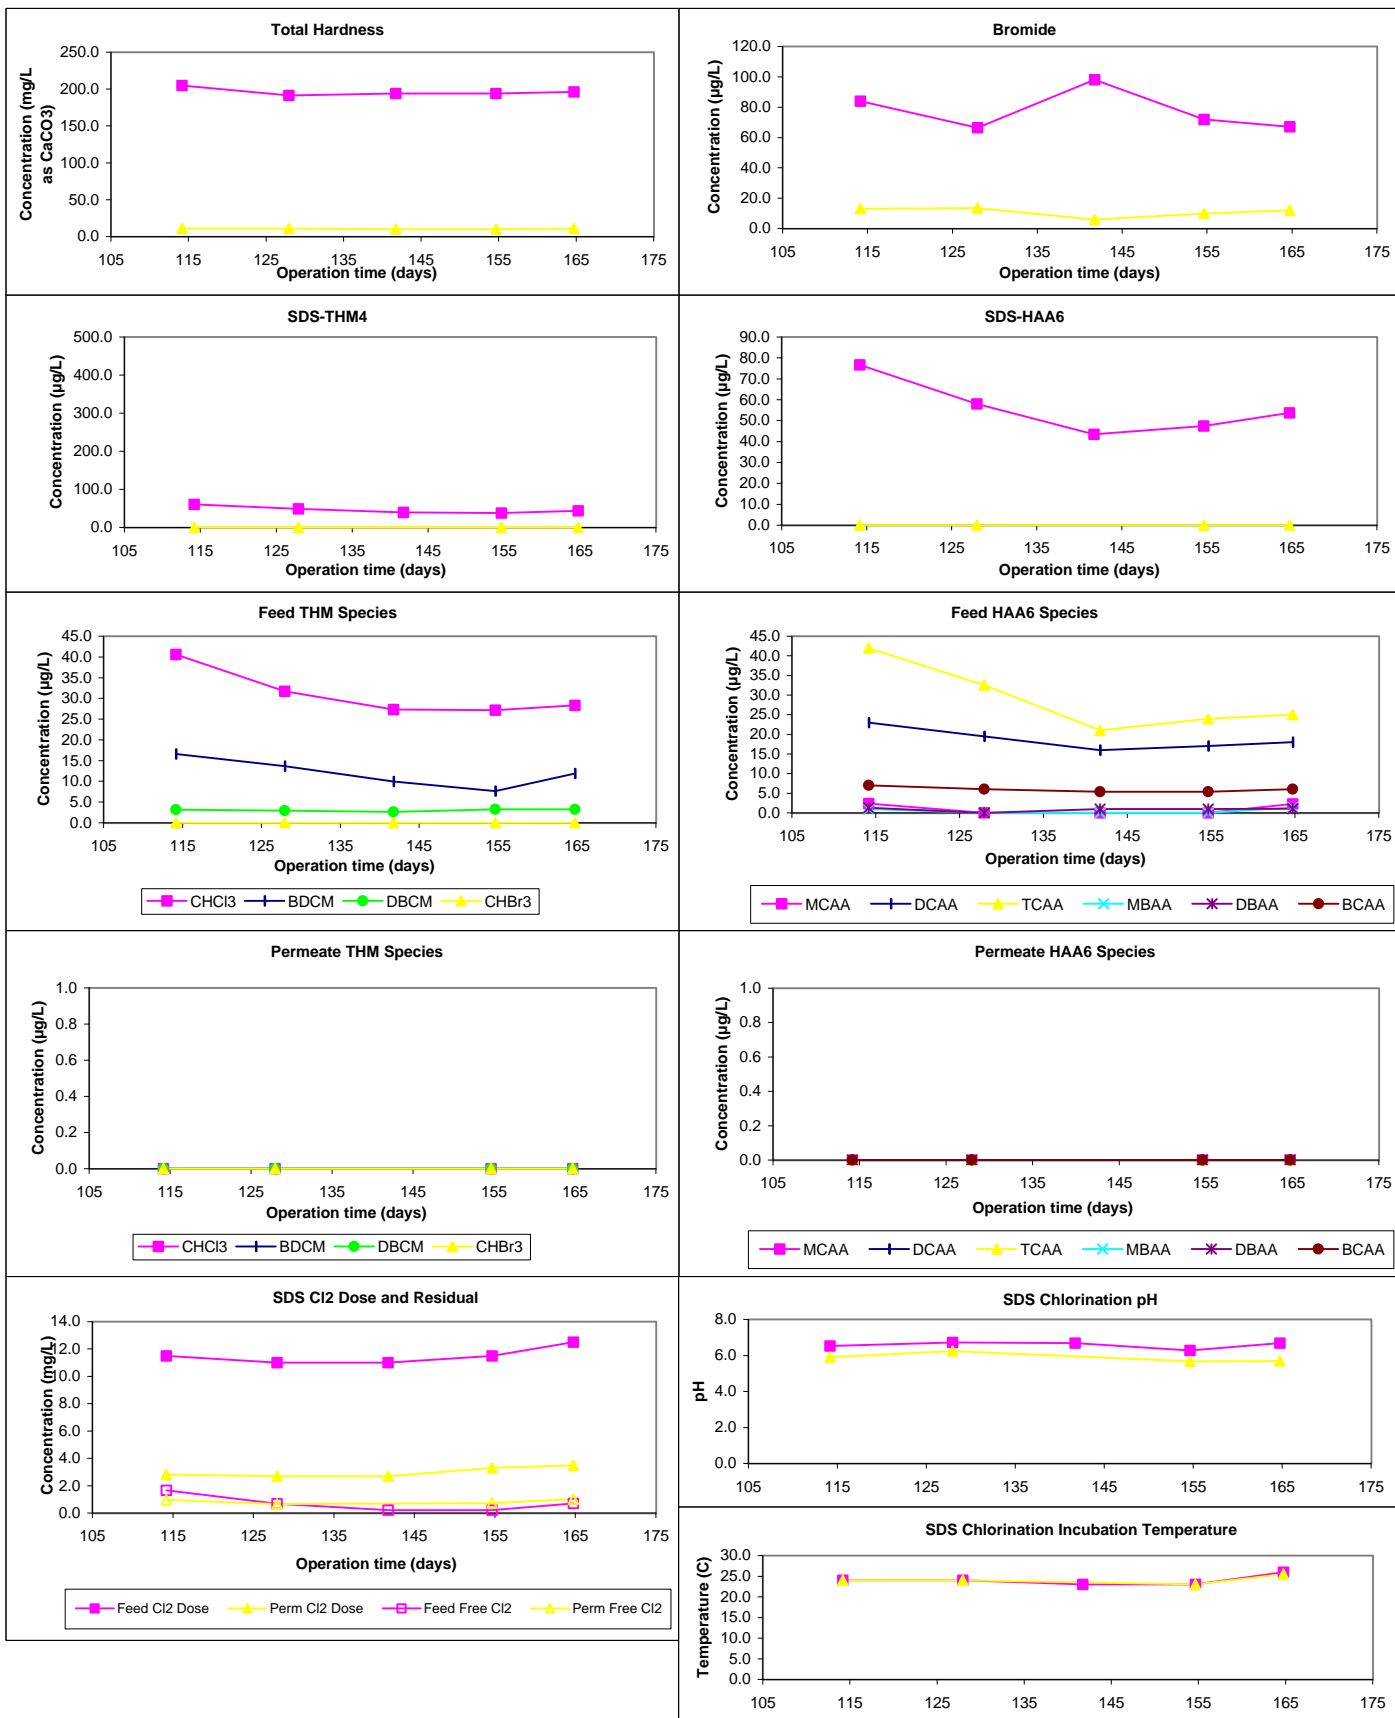 Total Hardness
250.0
200.0
150.0
100.0
50.0
0.0
Concentration (mg/L
as CaCO3)
105 115 125 135 145 155 165 175
Operation time (days)
Bromide
120.0
100.0
80.0
60.0
40.0
20.0
0.0
Concentration (µg/L)
105 115 125 135 145 155 165 175
Operation time (days)
SDS-THM4
500.0
400.0
300.0
200.0
100.0
0.0
Concentration (µg/L)
105 115 125 135 145 155 165 175
Operation time (days)
SDS-HAA6
90.0
80.0
70.0
60.0
50.0
40.0
30.0
20.0
10.0
0.0
Concentration (µg/L)
105 115 125 135 145 155 165 175
Operation time (days)
Feed THM Species
45.0
40.0
35.0
30.0
25.0
20.0
15.0
10.0
5.0
0.0
Concentration (µg/L)
105 115 125 135 145 155 165 175
Operation time (days)
CHCl3 BDCM DBCM CHBr3
Feed HAA6 Species
45.0
40.0
35.0
30.0
25.0
20.0
15.0
10.0
5.0
0.0
Concentration (µg/L)
105 115 125 135 145 155 165 175
Operation time (days)
MCAA DCAA TCAA MBAA DBAA BCAA
Permeate THM Species
1.0
0.8
0.6
0.4
0.2
0.0
Concentration (µg/L)
105 115 125 135 145 155 165 175
Operation time (days)
CHCl3 BDCM DBCM CHBr3
Permeate HAA6 Species
1.0
0.8
0.6
0.4
0.2
0.0
Concentration (µg/L)
105 115 125 135 145 155 165 175
Operation time (days)
MCAA DCAA TCAA MBAA DBAA BCAA
SDS Cl2 Dose and Residual
14.0
12.0
10.0
8.0
6.0
4.0
2.0
0.0
Concentration (mg/L)
105 115 125 135 145 155 165 175
Operation time (days)
Feed Cl2 Dose Perm Cl2 Dose Feed Free Cl2 Perm Free Cl2
SDS Chlorination pH
8.0
6.0
4.0
2.0
0.0
pH
105 115 125 135 145 155 165 175
SDS Chlorination Incubation Temperature
30.0
25.0
20.0
15.0
10.0
5.0
0.0
Temperature (C)
105 115 125 135 145 155 165 175